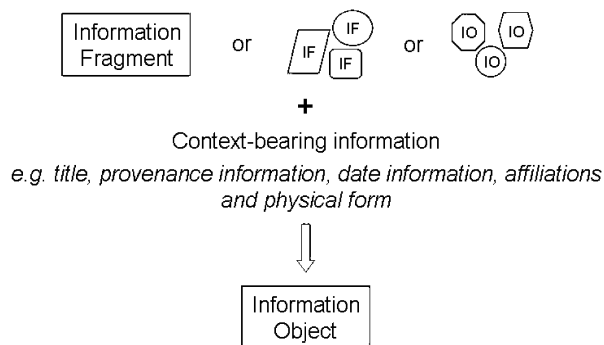 Information
Fragment
or
IF
IF
IF
or
IO
IO
IO
+
Context-bearing information
e.g. title, provenance information, date information, affiliations
and physical form
Information
Object